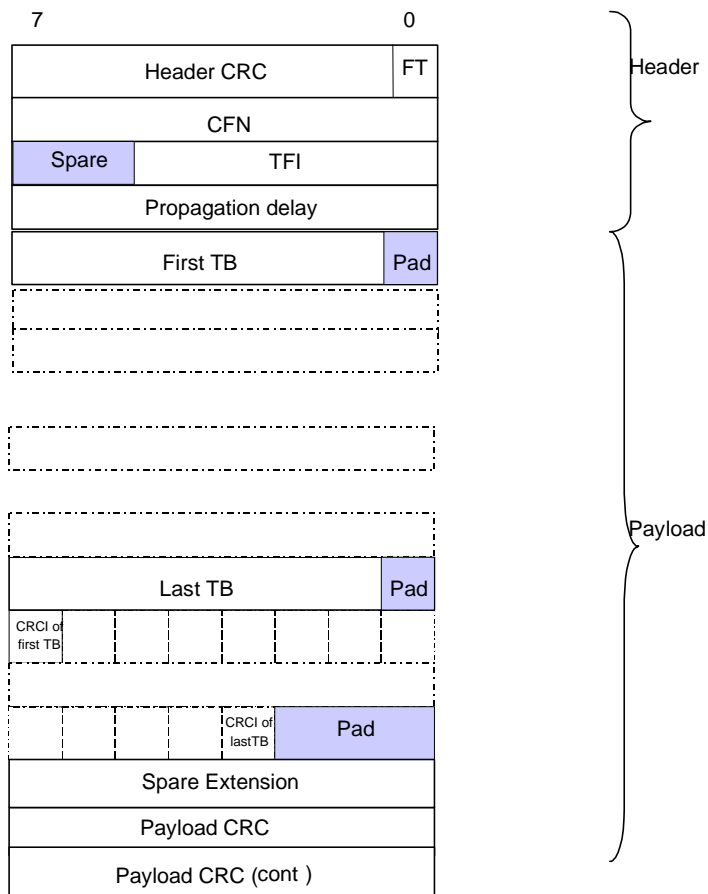 7 0
Header CRC FT Header
CFN
Spare TFI
Propagation delay
First TB Pad
Payload
Last TB Pad
CRCI of
first TB
CRCI of
lastTB
Pad
Spare Extension
Payload CRC
Payload CRC (cont )